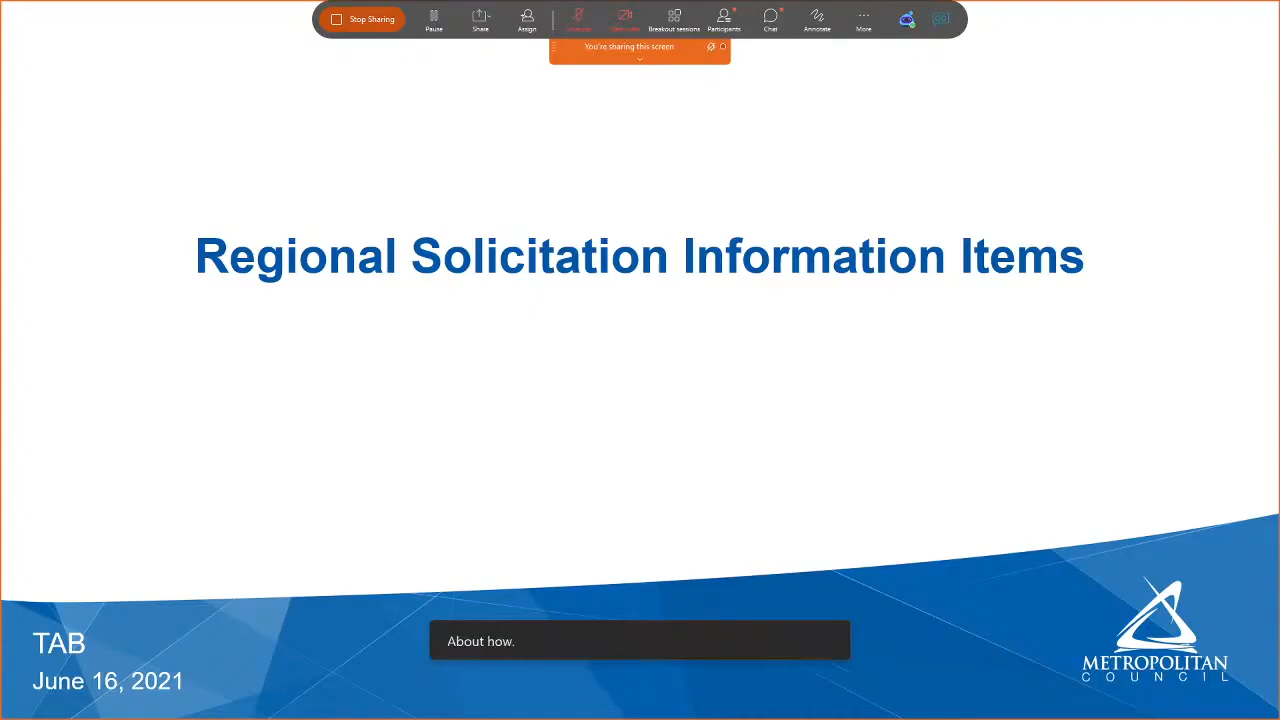 Stop Sharing
Pause
Share
Assign
Breakout sessions
Participants
Chat
Annotate
More
You're sharing this screen
Regional Solicitation Information Items
About how.
TAB
June 16, 2021
METROPOLITAN
COUNCIL